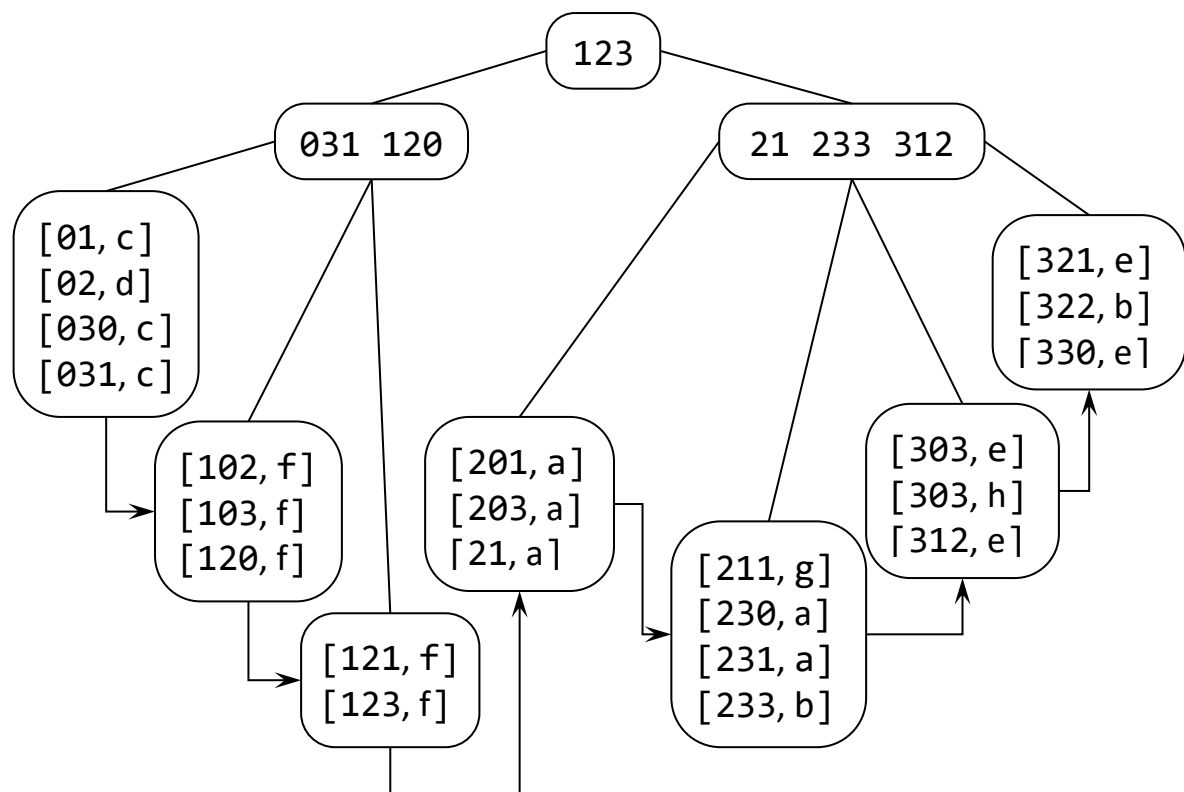 123
031 120
21 233 312
[01, c]
[02, d]
[030, c]
[031, c]
[102, f]
[103, f]
[120, f]
[121, f]
[123, f]
[201, a]
[203, a]
[21, a]
[211, g]
[230, a]
[231, a]
[233, b]
[303, e]
[303, h]
[312, e]
[321, e]
[322, b]
[330, e]